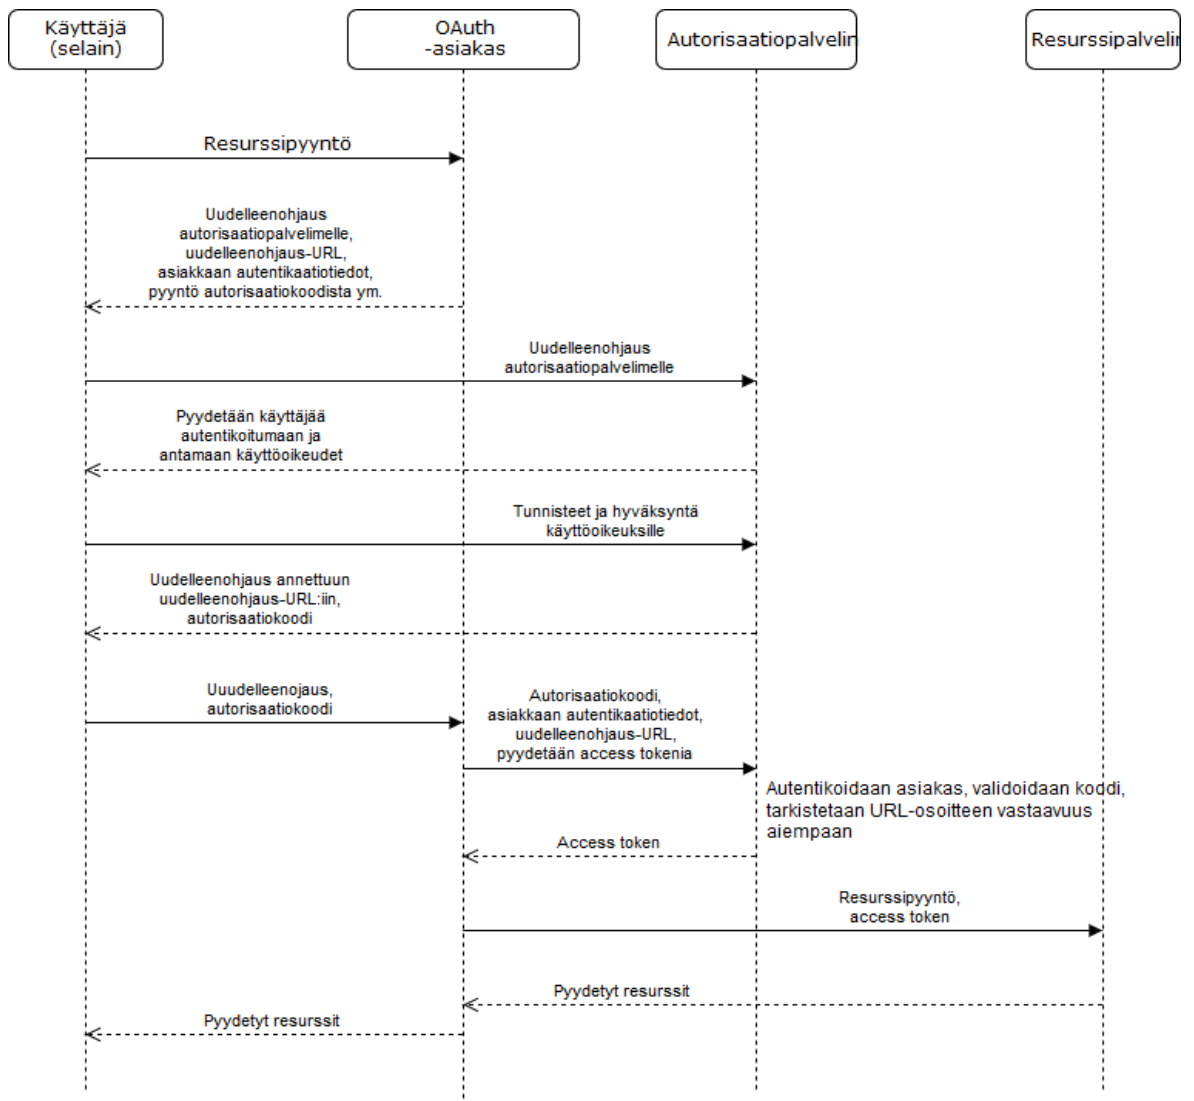 Käyttäjä
(selain)
OAuth
-asiakas
Autorisaatiopalvelin
Resurssipalvelin
Resurssipyyntö
Uudelleenohjaus
autorisaatiopalvelimelle,
uudelleenohjaus-URL,
asiakkaan autentikaatiotiedot,
pyyntö autorisaatiokoodista ym.
Uudelleenohjaus
autorisaatiopalvelimelle
Pyydetään käyttäjää
autentikoitumaan ja
antamaan käyttöoikeudet
Tunnisteet ja hyväksyntä
käyttöoikeuksille
Uudelleenohjaus annettuun
uudelleenohjaus-URL:iin,
autorisaatiokoodi
Uuudelleenojaus,
autorisaatiokoodi
Autorisaatiokoodi,
asiakkaan autentikaatiotiedot,
uudelleenohjaus-URL,
pyydetään access tokenia
Autentikoidaan asiakas, validoidaan koodi,
tarkistetaan URL-osoitteen vastaavuus
aiempaan
Access token
Resurssipyyntö,
access token
Pyydetyt resurssit
Pyydetyt resurssit